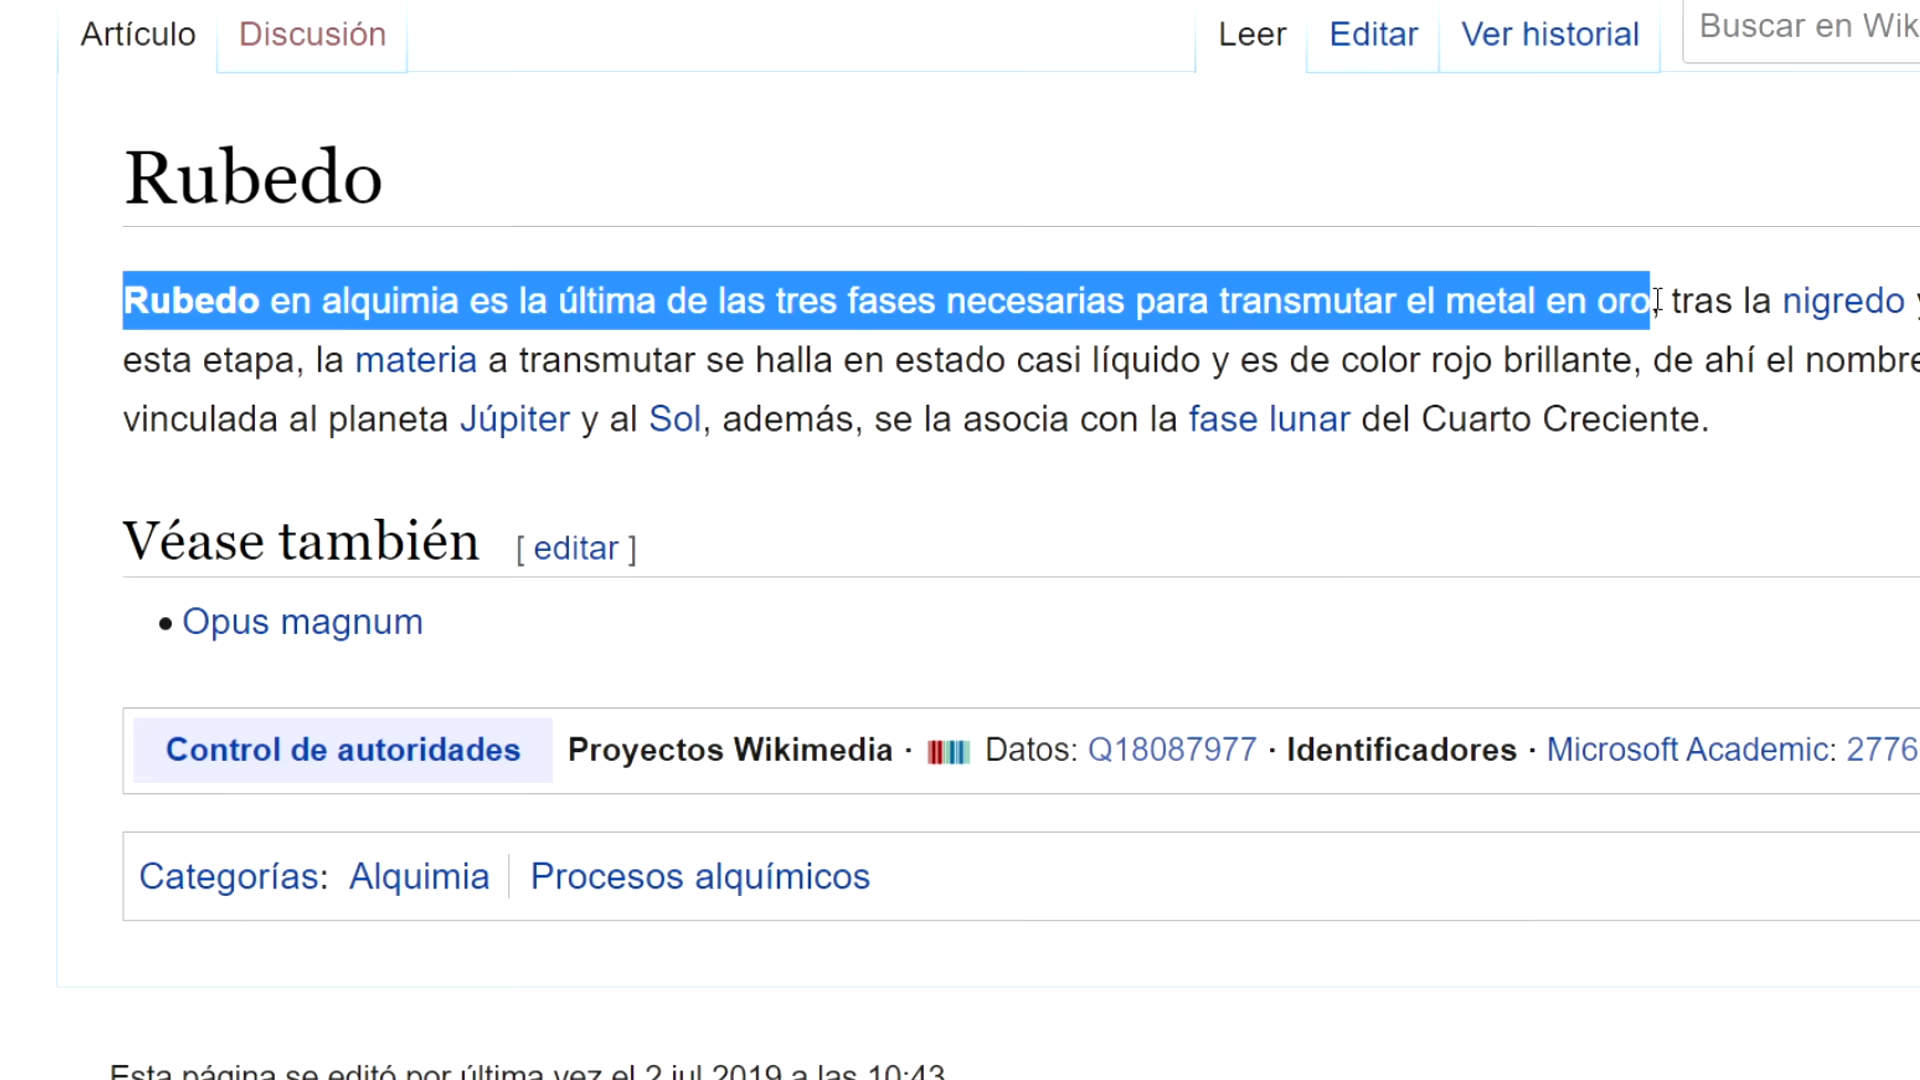 Artículo Discusión Leer Editar Ver historial Buscar en Wik
Rubedo
Rubedo en alquimia es la última de las tres fases necesarias para transmutar el metal en oro, tras la nigredo y
esta etapa, la materia a transmutar se halla en estado casi líquido y es de color rojo brillante, de ahí el nombre
vinculada al planeta Júpiter y al Sol, además, se la asocia con la fase lunar del Cuarto Creciente.
Véase también [ editar ]
• Opus magnum
Control de autoridades Proyectos Wikimedia · Datos: Q18087977 · Identificadores · Microsoft Academic: 2776
Categorías: Alquimia Procesos alquímicos
Esta página se editó por última vez el 2 jul 2019 a las 10:43